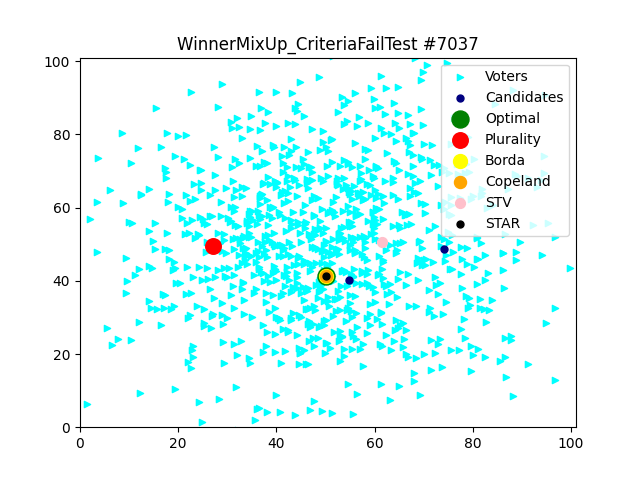 WinnerMixUp_CriteriaFailTest #7037
100
80
60
40
20
0
0 20 40 60 80 100
Voters
Candidates
Optimal
Plurality
Borda
Copeland
STV
STAR